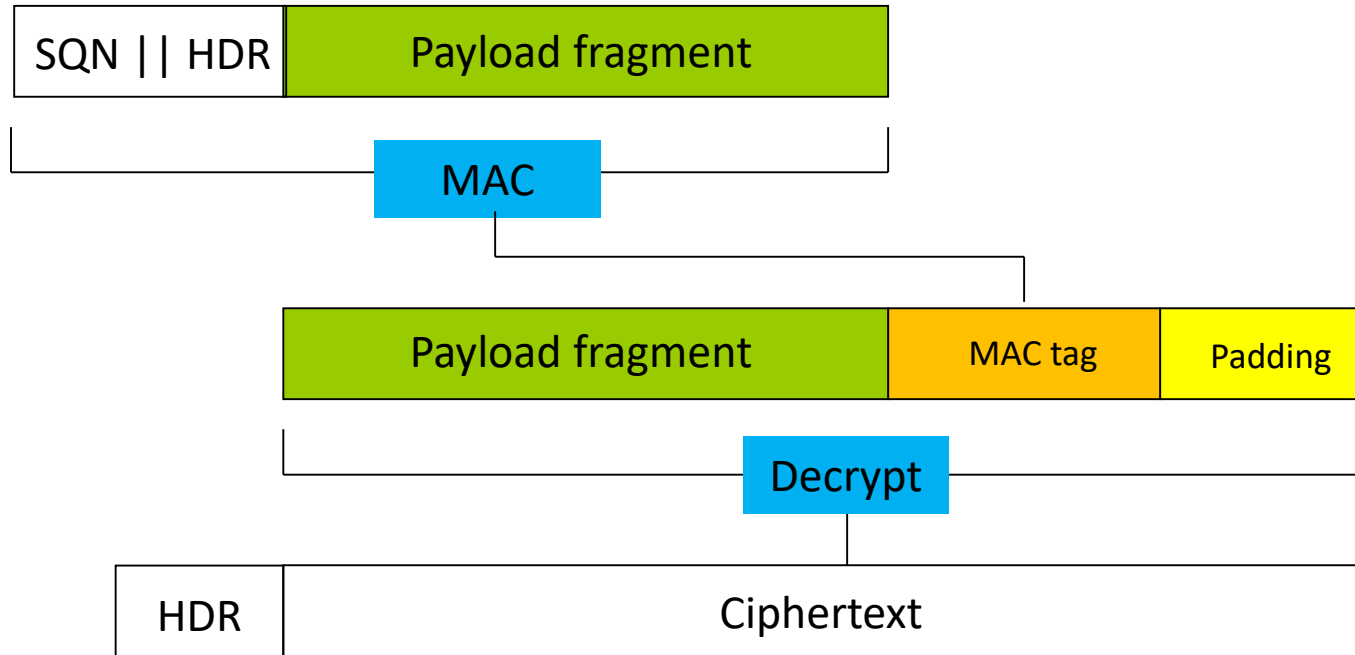 SQN || HDR
Payload fragment
MAC
Payload fragment
MAC tag
Padding
Decrypt
HDR
Ciphertext